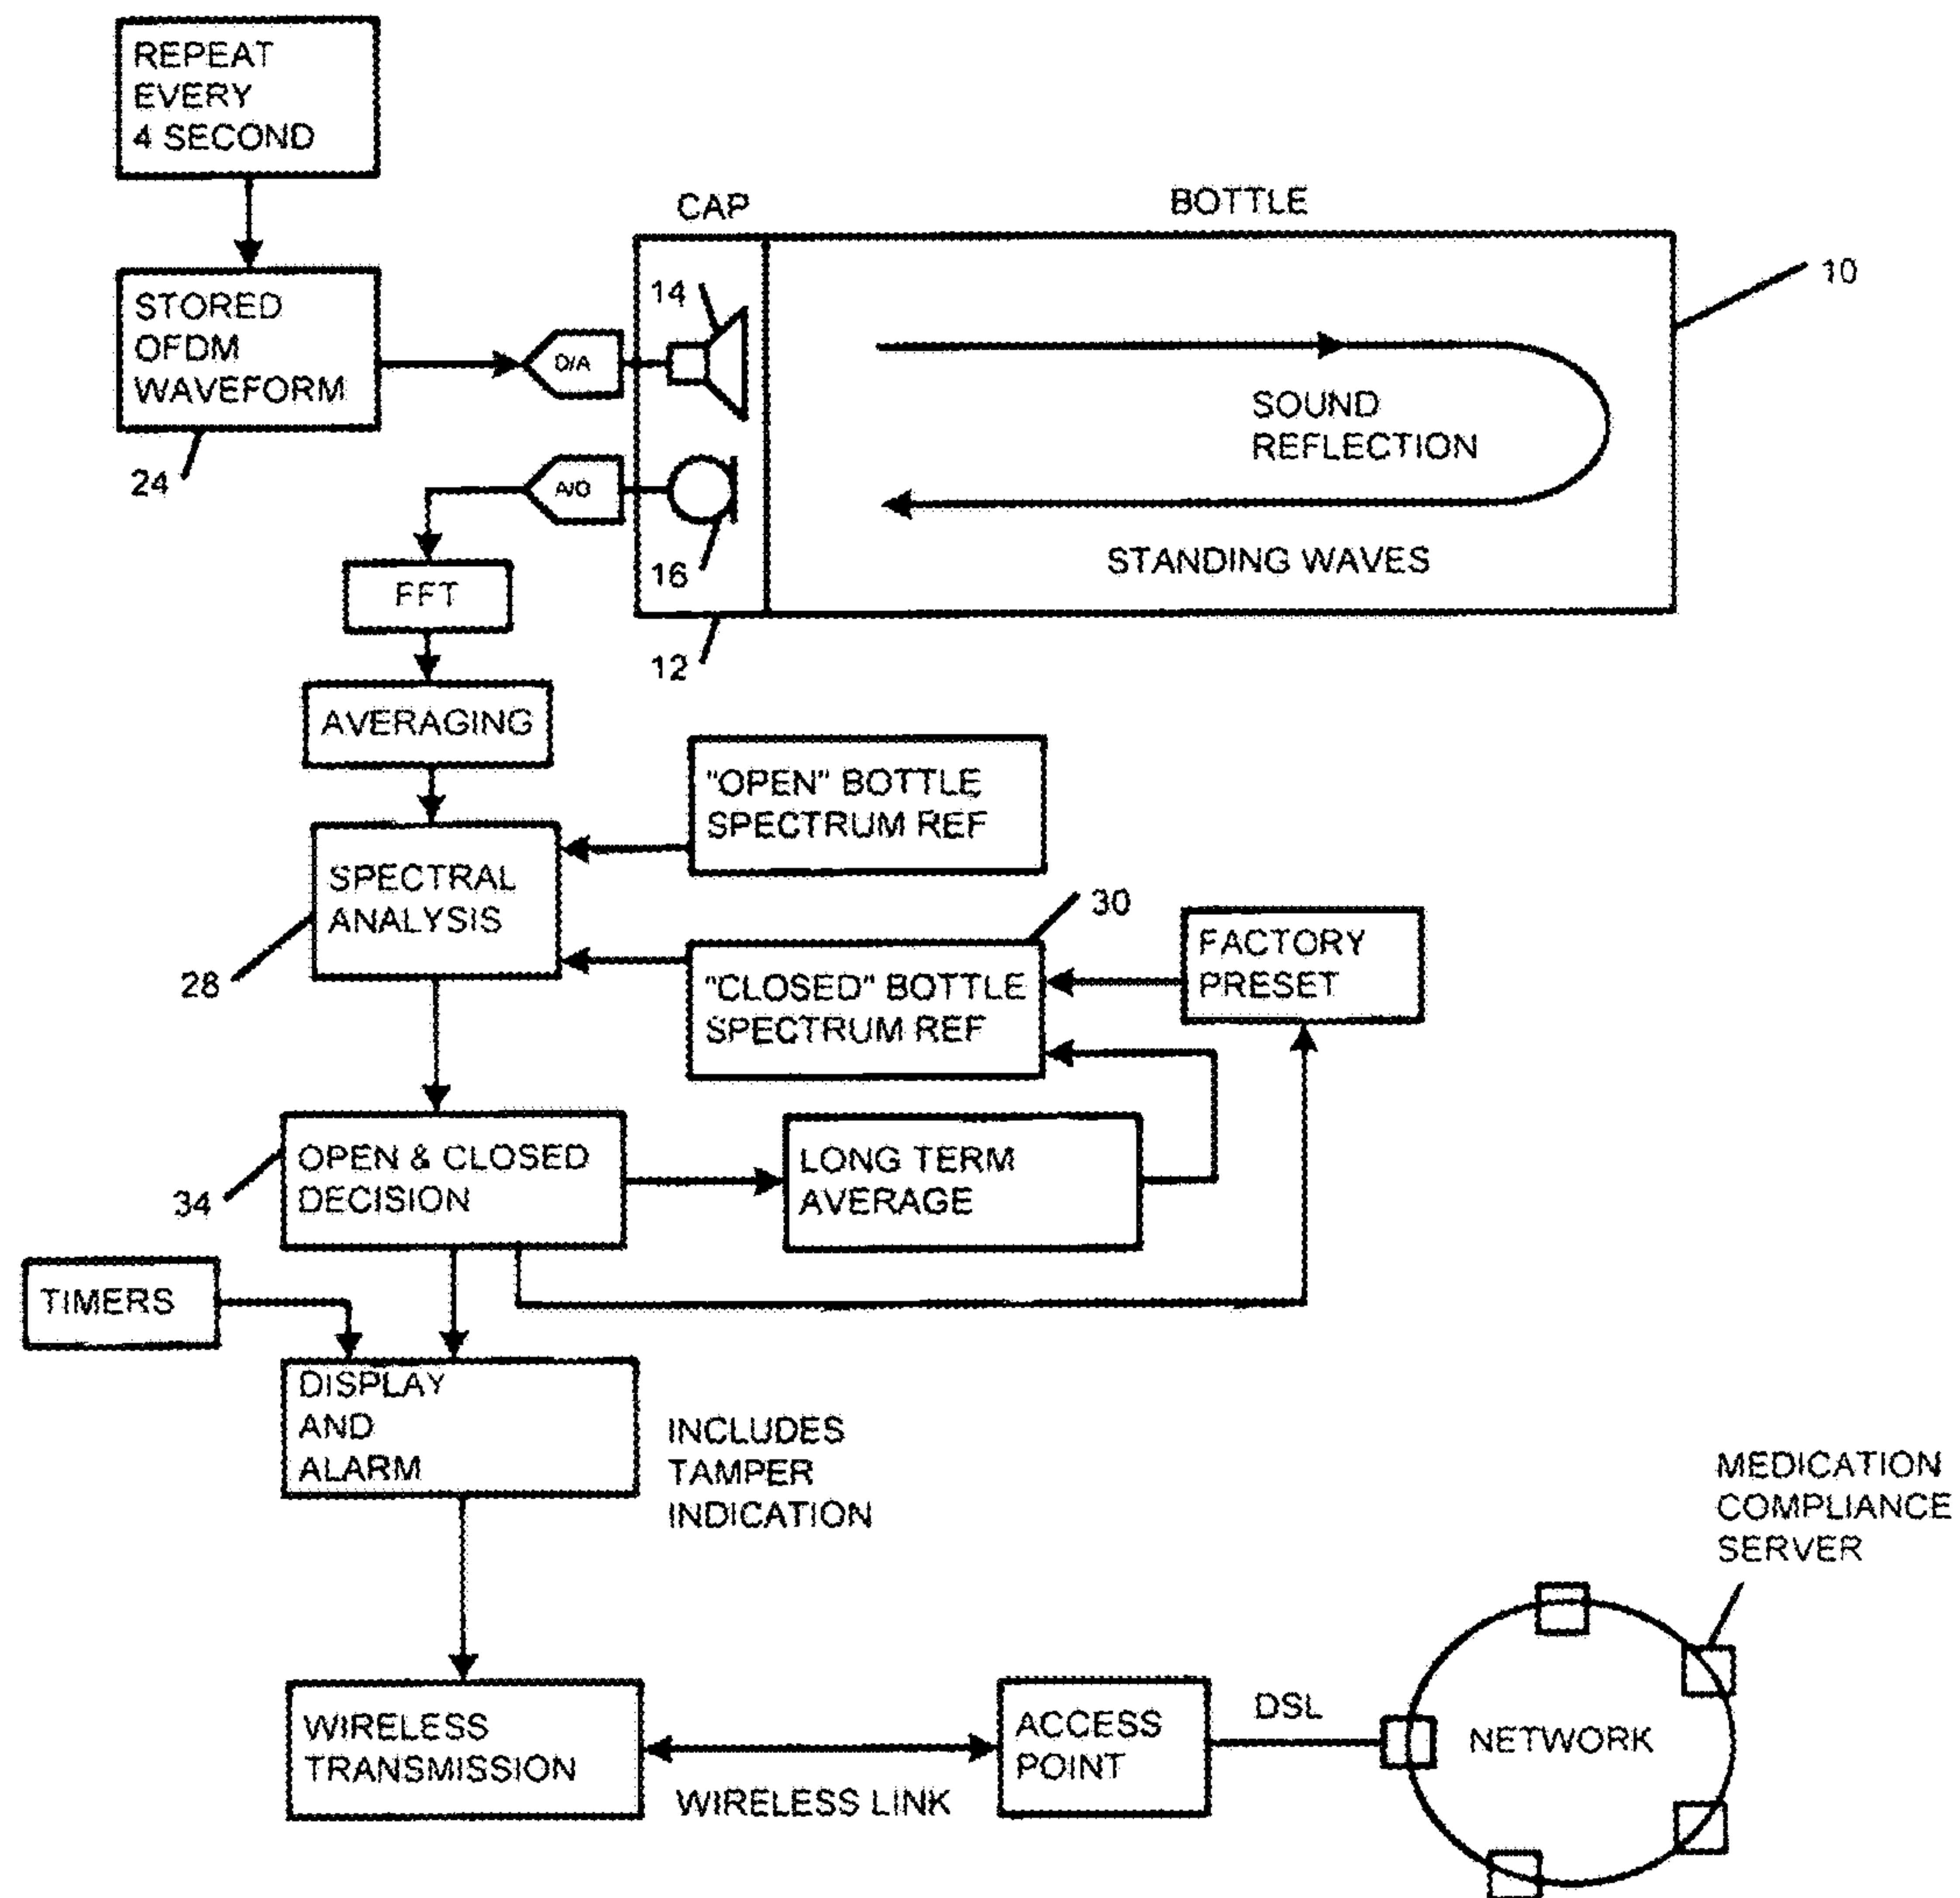 REPEAT
EVERY
4 SECOND
CAP
BOTTLE
10
14
STORED
OFDM
WAVEFORM
D/A
SOUND
REFLECTION
24
16
STANDING WAVES
FFT
12
AVERAGING
"OPEN" BOTTLE
SPECTRUM REF
SPECTRAL
ANALYSIS
28
30
FACTORY
PRESET
"CLOSED" BOTTLE
SPECTRUM REF
OPEN & CLOSED
DECISION
34
LONG TERM
AVERAGE
TIMERS
DISPLAY
AND
ALARM
INCLUDES
TAMPER
INDICATION
MEDICATION
COMPLIANCE
SERVER
WIRELESS
TRANSMISSION
WIRELESS LINK
ACCESS
POINT
DSL
NETWORK